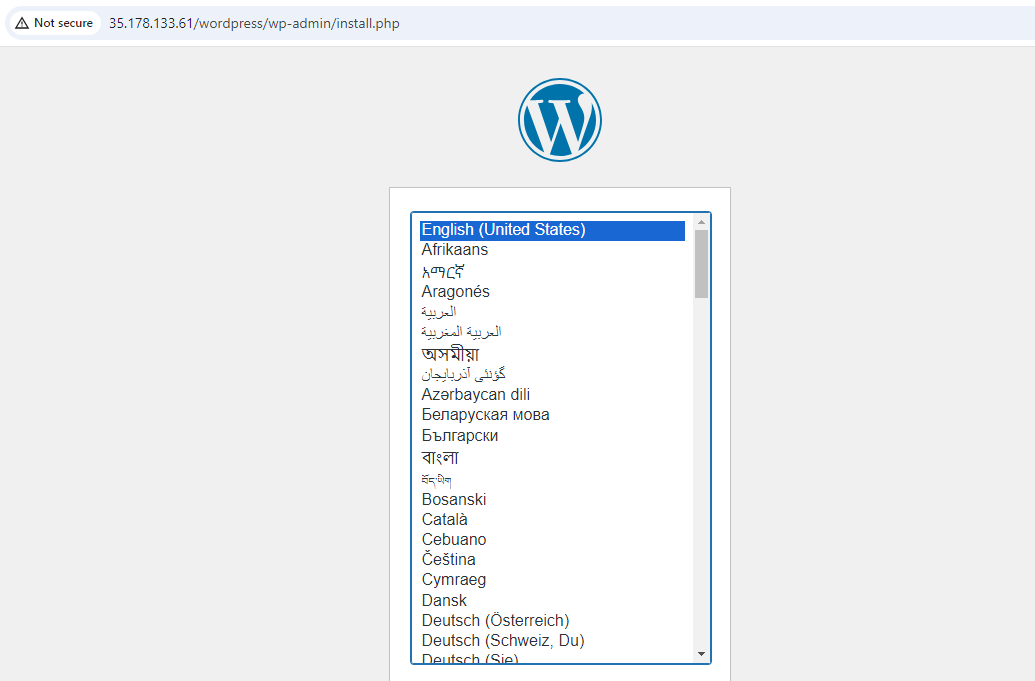 Not secure 35.178.133.61/wordpress/wp-admin/install.php
W
English (United States)
Afrikaans
አማርኛ
Aragonés
العربية
العربية المغربية
অসমীয়া
گؤنئی آذربایجان
Azərbaycan dili
Беларуская мова
Български
বাংলা
བོད་ཡིག
Bosanski
Català
Cebuano
Čeština
Cymraeg
Dansk
Deutsch (Österreich)
Deutsch (Schweiz, Du)
Deutsch (Sie)